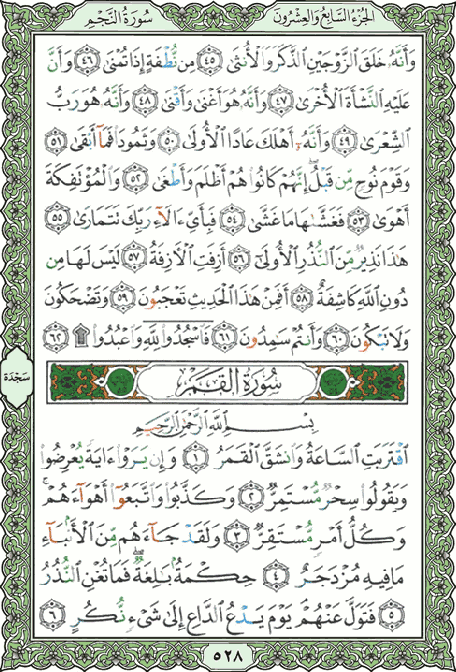 الجزء السابع والعشرون سورة النجم
وَأَنَّهُۥ خَلَقَ ٱلزَّوْجَيْنِ ٱلذَّكَرَ وَٱلْأُنثَىٰ ٤٥ مِن نُّطْفَةٍ إِذَا تُمْنَىٰ ٤٦ وَأَنَّ
عَلَيْهِ ٱلنَّشْأَةَ ٱلْأُخْرَىٰ ٤٧ وَأَنَّهُۥ هُوَ أَغْنَىٰ وَأَقْنَىٰ ٤٨ وَأَنَّهُۥ هُوَ رَبُّ
ٱلشِّعْرَىٰ ٤٩ وَأَنَّهُۥٓ أَهْلَكَ عَادًا ٱلْأُولَىٰ ٥٠ وَثَمُودَا۟ فَمَآ أَبْقَىٰ ٥١
وَقَوْمَ نُوحٍ مِّن قَبْلُ ۖ إِنَّهُمْ كَانُوا۟ هُمْ أَظْلَمَ وَأَطْغَىٰ ٥٢ وَٱلْمُؤْتَفِكَةَ
أَهْوَىٰ ٥٣ فَغَشَّىٰهَا مَا غَشَّىٰ ٥٤ فَبِأَىِّ ءَالَآءِ رَبِّكَ تَتَمَارَىٰ ٥٥
هَٰذَا نَذِيرٌ مِّنَ ٱلنُّذُرِ ٱلْأُولَىٰٓ ٥٦ أَزِفَتِ ٱلْأَزِفَةُ ٥٧ لَيْسَ لَهَا مِن
دُونِ ٱللَّهِ كَاشِفَةٌ ٥٨ أَفَمِنْ هَٰذَا ٱلْحَدِيثِ تَعْجَبُونَ ٥٩ وَتَضْحَكُونَ
وَلَا تَبْكُونَ ٦٠ وَأَنتُمْ سَٰمِدُونَ ٦١ فَٱسْجُدُوا۟ لِلَّهِ وَٱعْبُدُوا۟ ۩ ٦٢
سجدة
سورة القمر
بِسْمِ ٱللَّهِ ٱلرَّحْمَٰنِ ٱلرَّحِيمِ
ٱقْتَرَبَتِ ٱلسَّاعَةُ وَٱنشَقَّ ٱلْقَمَرُ ١ وَإِن يَرَوْا۟ ءَايَةً يُعْرِضُوا۟
وَيَقُولُوا۟ سِحْرٌ مُّسْتَمِرٌّ ٢ وَكَذَّبُوا۟ وَٱتَّبَعُوٓا۟ أَهْوَآءَهُمْ ۚ
وَكُلُّ أَمْرٍ مُّسْتَقِرٌّ ٣ وَلَقَدْ جَآءَهُم مِّنَ ٱلْأَنۢبَآءِ
مَا فِيهِ مُزْدَجَرٌ ٤ حِكْمَةٌۢ بَٰلِغَةٌ ۖ فَمَا تُغْنِ ٱلنُّذُرُ
٥ فَتَوَلَّ عَنْهُمْ ۘ يَوْمَ يَدْعُ ٱلدَّاعِ إِلَىٰ شَىْءٍ نُّكُرٍ ٦
٥٢٨